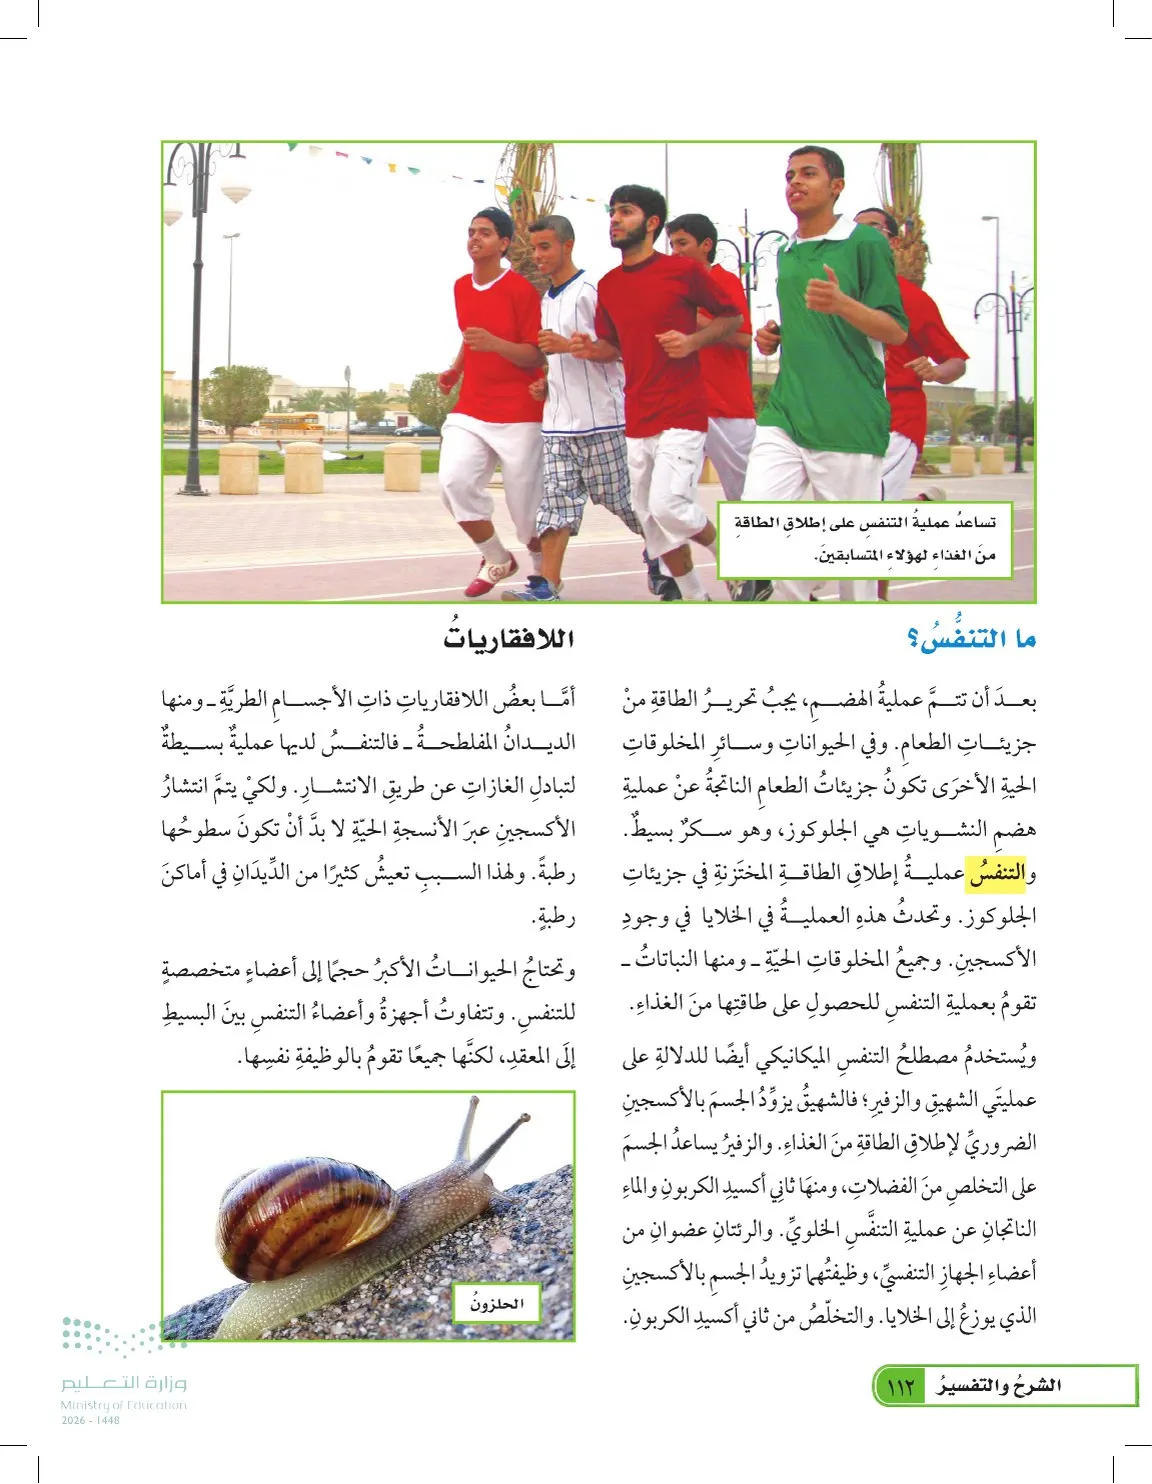 تساعدُ عمليةُ التنفسِ على إطلاقِ الطاقةِ
منَ الغذاءِ لهؤلاءِ المتسابقينَ.
ما التنفُّسُ؟
بعدَ أن تتمَّ عمليةُ الهضمِ، يجبُ تحريرُ الطاقةِ منْ
جزيئاتِ الطعامِ. وفي الحيواناتِ وسائرِ المخلوقاتِ
الحيةِ الأخرَى تكونُ جزيئاتُ الطعامِ الناتجةُ عنْ عمليةِ
هضمِ النشوياتِ هي الجلوكوز، وهو سكرٌ بسيطٌ.
والتنفسُ عمليةُ إطلاقِ الطاقةِ المختَزنةِ في جزيئاتِ
الجلوكوز. وتحدثُ هذهِ العمليةُ في الخلايا في وجودِ
الأكسجينِ. وجميعُ المخلوقاتِ الحيّةِ ـ ومنها النباتاتُ ـ
تقومُ بعمليةِ التنفسِ للحصولِ على طاقتِها منَ الغذاءِ.
ويُستخدمُ مصطلحُ التنفسِ الميكانيكي أيضًا للدلالةِ على
عمليتَي الشهيقِ والزفيرِ؛ فالشهيقُ يزوِّدُ الجسمَ بالأكسجينِ
الضروريِّ لإطلاقِ الطاقةِ منَ الغذاءِ. والزفيرُ يساعدُ الجسمَ
على التخلصِ منَ الفضلاتِ، ومنهَا ثانِي أكسيدِ الكربونِ والماءِ
الناتجانِ عن عمليةِ التنفَّسِ الخلويِّ. والرئتانِ عضوانِ من
أعضاءِ الجهازِ التنفسيِّ، وظيفتُهما تزويدُ الجسمِ بالأكسجينِ
الذي يوزعُ إلى الخلايا. والتخلّصُ من ثاني أكسيدِ الكربونِ.
اللافقارياتُ
أمَّا بعضُ اللافقارياتِ ذاتِ الأجسامِ الطريَّةِ ـ ومنها
الديدانُ المفلطحةُ ـ فالتنفسُ لديها عمليةٌ بسيطةٌ
لتبادلِ الغازاتِ عن طريقِ الانتشارِ. ولكيْ يتمَّ انتشارُ
الأكسجينِ عبرَ الأنسجةِ الحيّةِ لا بدَّ أنْ تكونَ سطوحُها
رطبةً. ولهذا السببِ تعيشُ كثيرًا من الدِّيدَانِ في أماكنَ
رطبةٍ.
وتحتاجُ الحيواناتُ الأكبرُ حجمًا إلى أعضاءٍ متخصصةٍ
للتنفسِ. وتتفاوتُ أجهزةُ وأعضاءُ التنفسِ بينَ البسيطِ
إلَى المعقدِ، لكنَّها جميعًا تقومُ بالوظيفةِ نفسِها.
الحلزونُ
وزارة التعليم
Ministry of Education
2026 - 1448
١١٢ الشرحُ والتفسيرُ